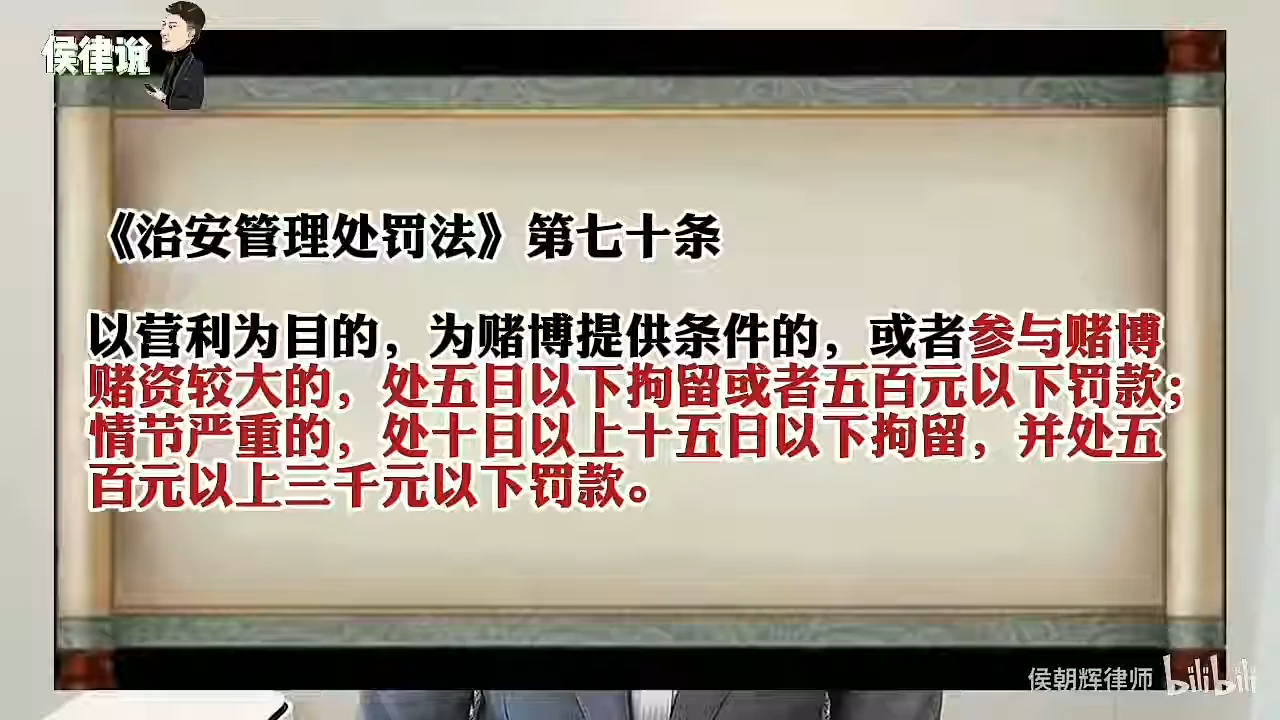 侯律说
《治安管理处罚法》第七十条
以营利为目的，为赌博提供条件的，或者参与赌博
赌资较大的，处五日以下拘留或者五百元以下罚款；
情节严重的，处十日以上十五日以下拘留，并处五
百元以上三千元以下罚款。
侯朝辉律师 bilibili